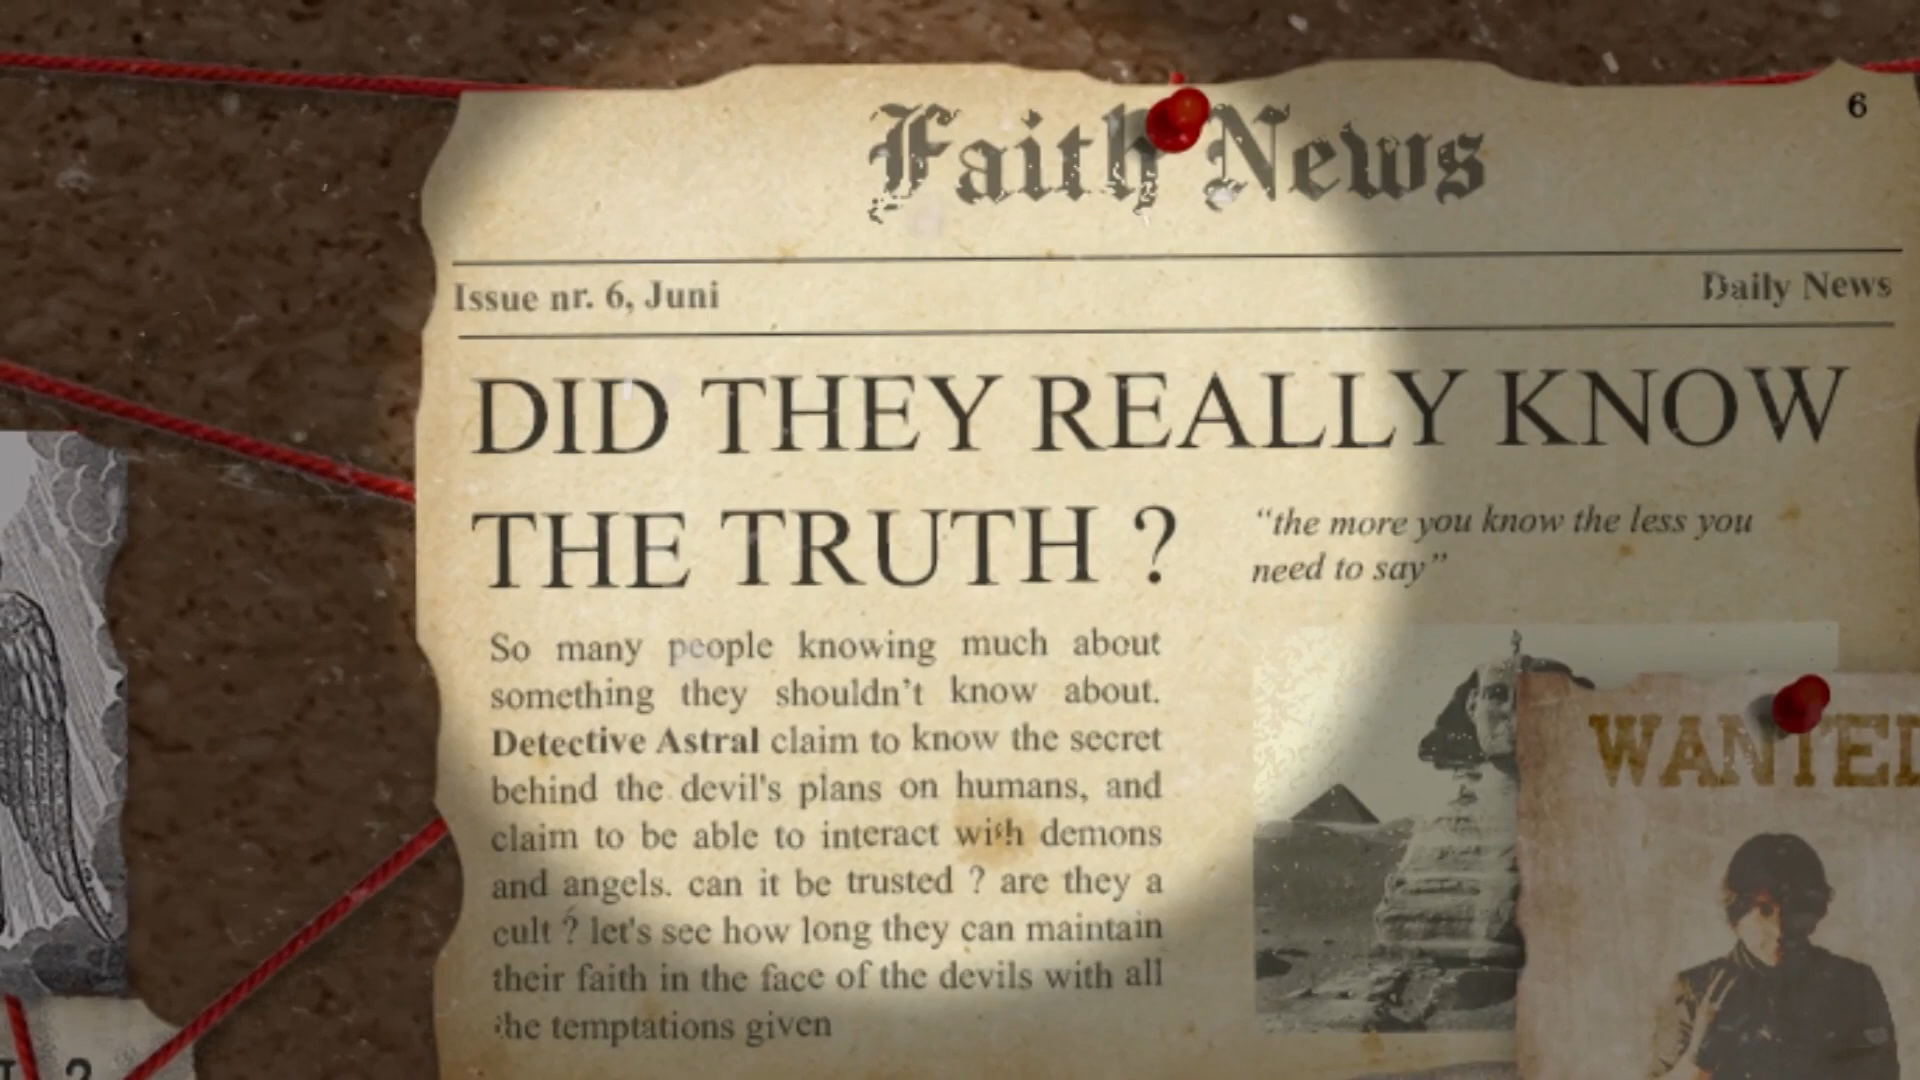 6
Faith News
Issue nr. 6, Juni
Daily News
DID THEY REALLY KNOW
THE TRUTH ?
“the more you know the less you
need to say”
So many people knowing much about
something they shouldn’t know about.
Detective Astral claim to know the secret
behind the devil's plans on humans, and
claim to be able to interact with demons
and angels. can it be trusted ? are they a
cult ? let's see how long they can maintain
their faith in the face of the devils with all
the temptations given
WANTED
?